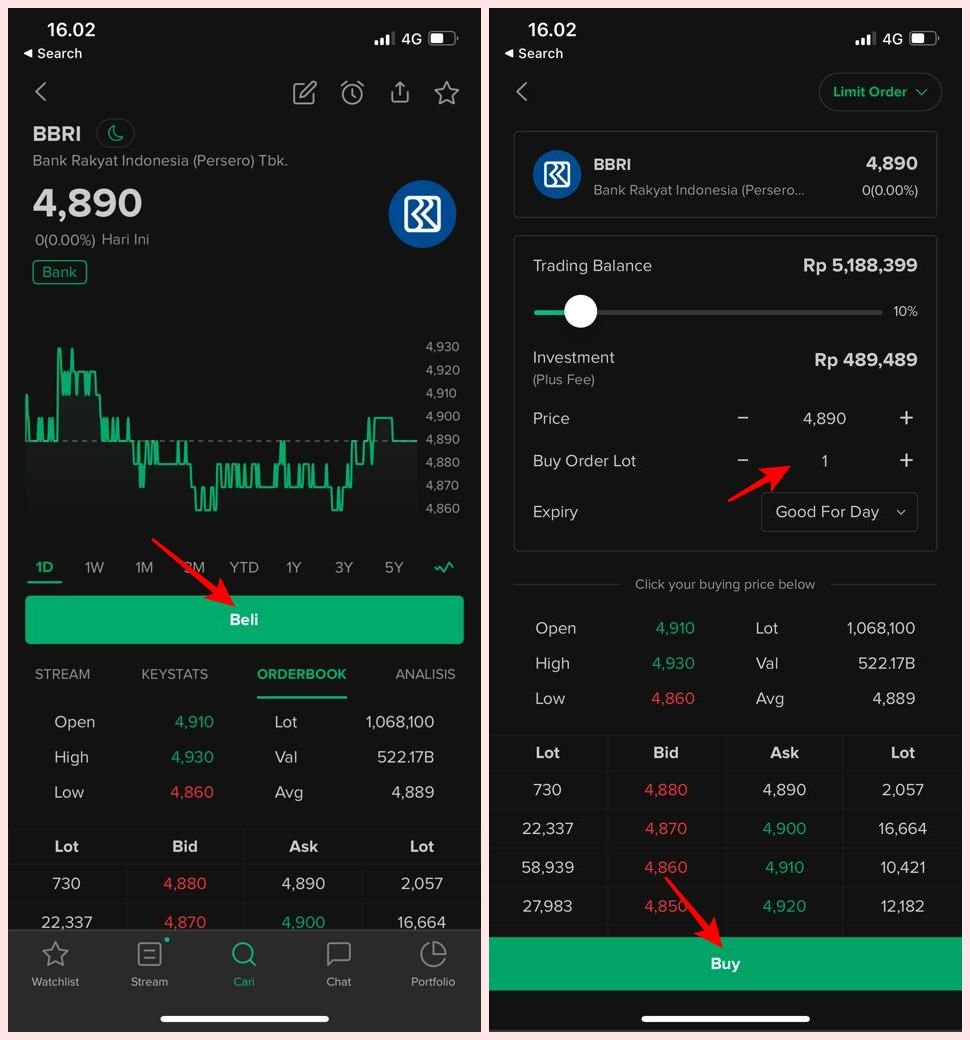 16.02
4G
◀ Search
BBRI
Bank Rakyat Indonesia (Persero) Tbk.
4,890
0(0.00%) Hari Ini
Bank
4,930
4,920
4,910
4,900
4,890
4,880
4,870
4,860
1D 1W 1M 3M YTD 1Y 3Y 5Y
Beli
STREAM KEYSTATS ORDERBOOK ANALISIS
Open 4,910 Lot 1,068,100
High 4,930 Val 522.17B
Low 4,860 Avg 4,889
Lot Bid Ask Lot
730 4,880 4,890 2,057
22,337 4,870 4,900 16,664
Watchlist Stream Cari Chat Portfolio
16.02
4G
◀ Search
Limit Order
BBRI 4,890
Bank Rakyat Indonesia (Persero... 0(0.00%)
Trading Balance Rp 5,188,399
10%
Investment Rp 489,489
(Plus Fee)
Price − 4,890 +
Buy Order Lot − 1 +
Expiry Good For Day
Click your buying price below
Open 4,910 Lot 1,068,100
High 4,930 Val 522.17B
Low 4,860 Avg 4,889
Lot Bid Ask Lot
730 4,880 4,890 2,057
22,337 4,870 4,900 16,664
58,939 4,860 4,910 10,421
27,983 4,850 4,920 12,182
Buy